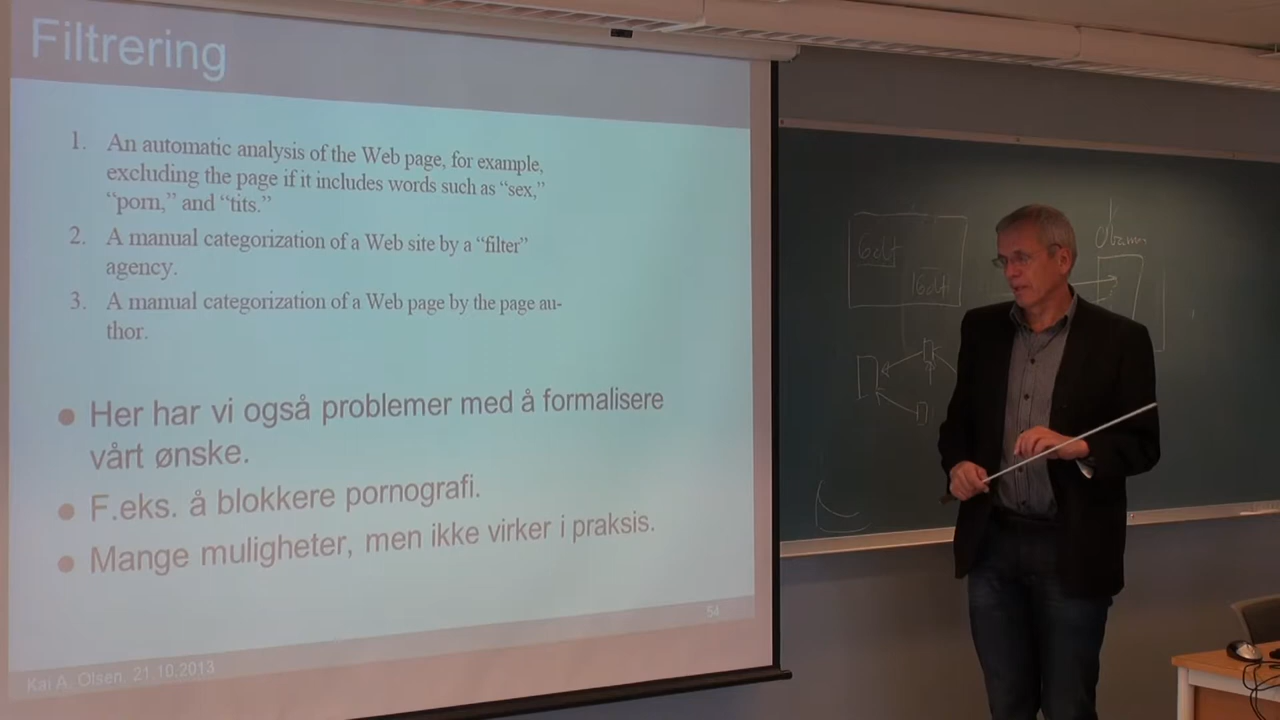 Filtrering
1. An automatic analysis of the Web page, for example,
excluding the page if it includes words such as “sex,”
“porn,” and “tits.”
2. A manual categorization of a Web site by a “filter”
agency.
3. A manual categorization of a Web page by the page au-
thor.
● Her har vi også problemer med å formalisere
vårt ønske.
● F.eks. å blokkere pornografi.
● Mange muligheter, men ikke virker i praksis.
54
Kai A. Olsen, 21.10.2013